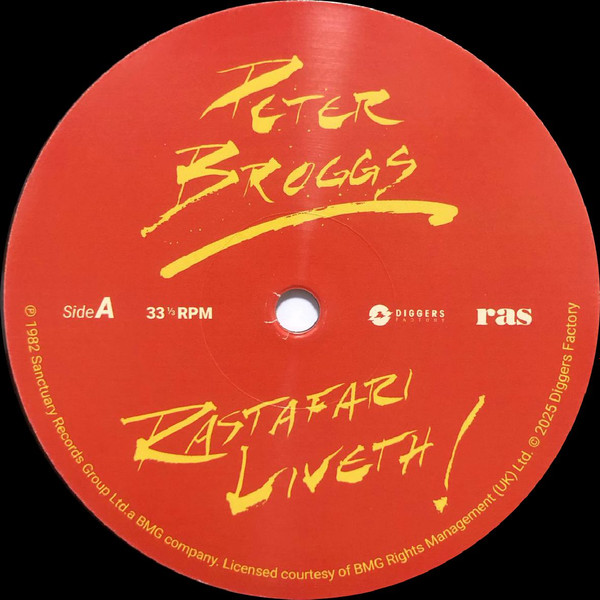 PETER
BROGGS
Side A
33 ⅓ RPM
DIGGERS
FACTORY
ras
RASTAFARI
LIVETH!
℗ 1982 Sanctuary Records Group Ltd.a BMG company. Licensed courtesy of BMG Rights Management (UK) Ltd. © 2025 Diggers Factory